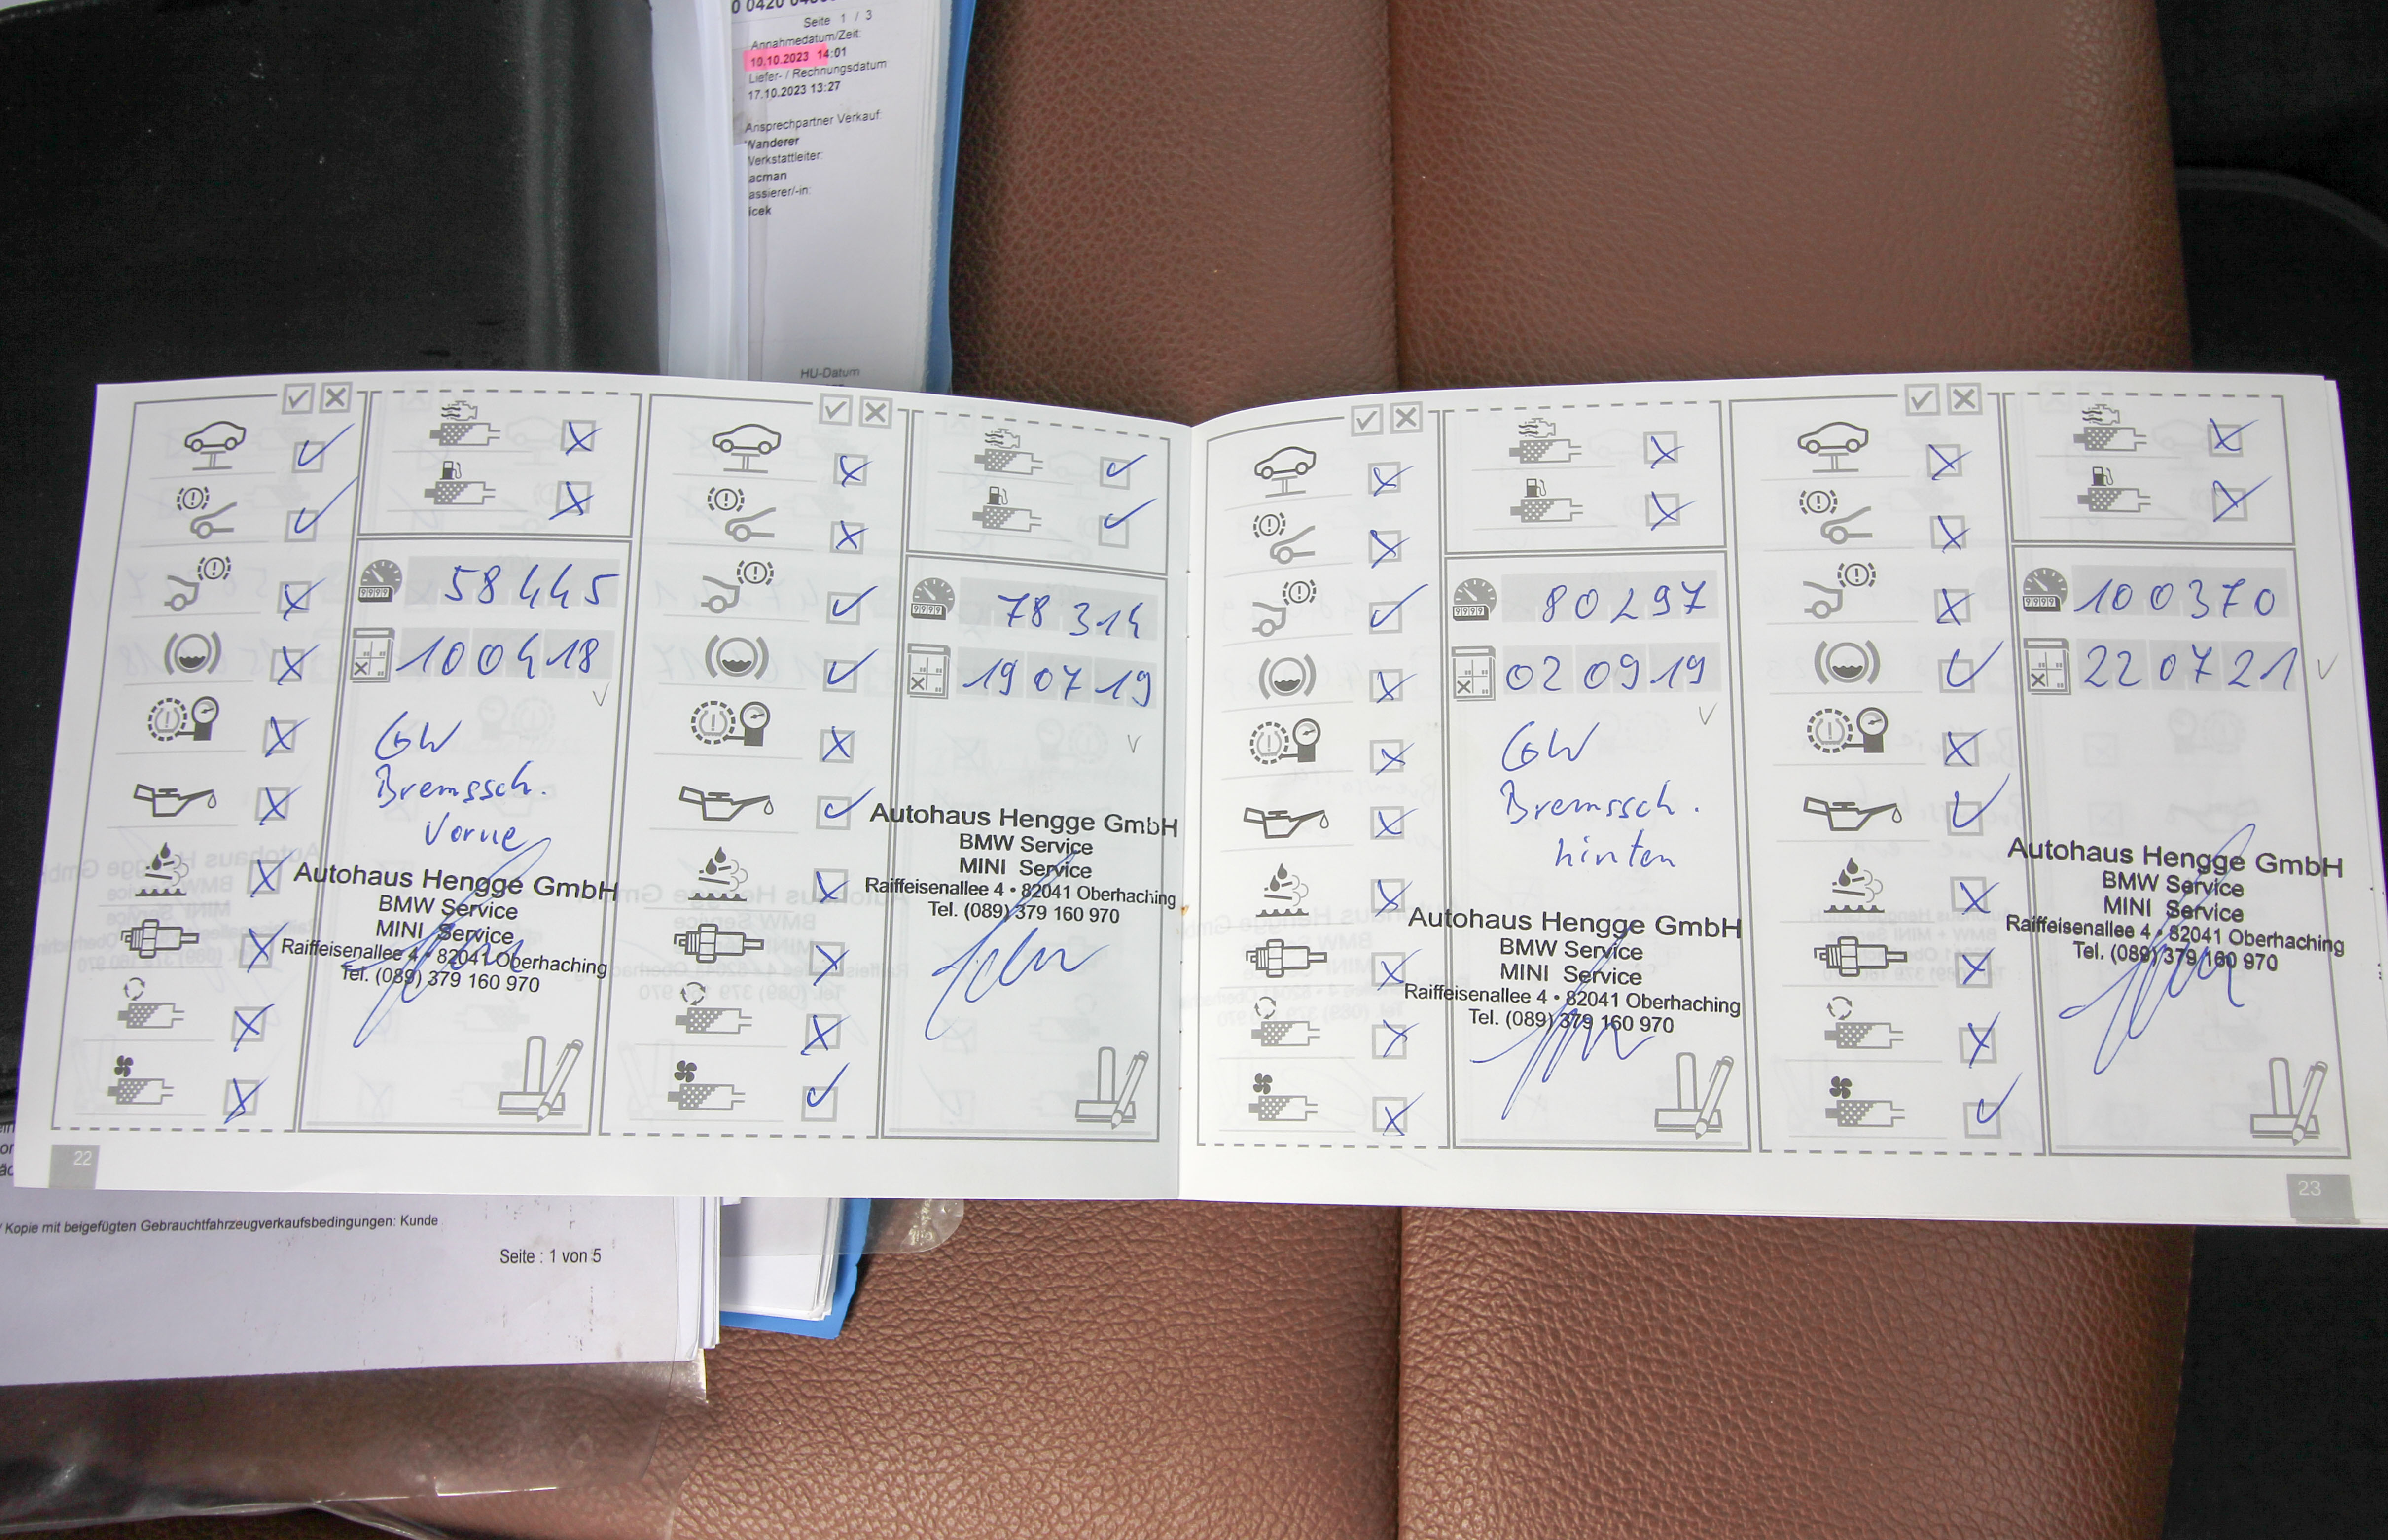 Seite 1 / 3
Annahmedatum/Zeit:
10.10.2023 14:01
Liefer- / Rechnungsdatum
17.10.2023 13:27
Ansprechpartner Verkauf:
Wanderer
Werkstattleiter:
acman
assierer/-in:
icek
HU-Datum
58445
100418
GW
Bremssch.
Vorne
Autohaus Hengge GmbH
BMW Service
MINI Service
Raiffeisenallee 4 • 82041 Oberhaching
Tel. (089) 379 160 970
22
78314
190719
Autohaus Hengge GmbH
BMW Service
MINI Service
Raiffeisenallee 4 • 82041 Oberhaching
Tel. (089) 379 160 970
80297
020919
GW
Bremssch.
hinten
Autohaus Hengge GmbH
BMW Service
MINI Service
Raiffeisenallee 4 • 82041 Oberhaching
Tel. (089) 379 160 970
100370
220721
Autohaus Hengge GmbH
BMW Service
MINI Service
Raiffeisenallee 4 • 82041 Oberhaching
Tel. (089) 379 160 970
23
/ Kopie mit beigefügten Gebrauchtfahrzeugverkaufsbedingungen: Kunde
Seite : 1 von 5